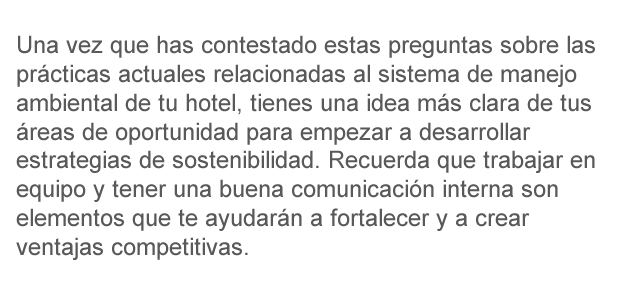 Una vez que has contestado estas preguntas sobre las
prácticas actuales relacionadas al sistema de manejo
ambiental de tu hotel, tienes una idea más clara de tus
áreas de oportunidad para empezar a desarrollar
estrategias de sostenibilidad. Recuerda que trabajar en
equipo y tener una buena comunicación interna son
elementos que te ayudarán a fortalecer y a crear
ventajas competitivas.